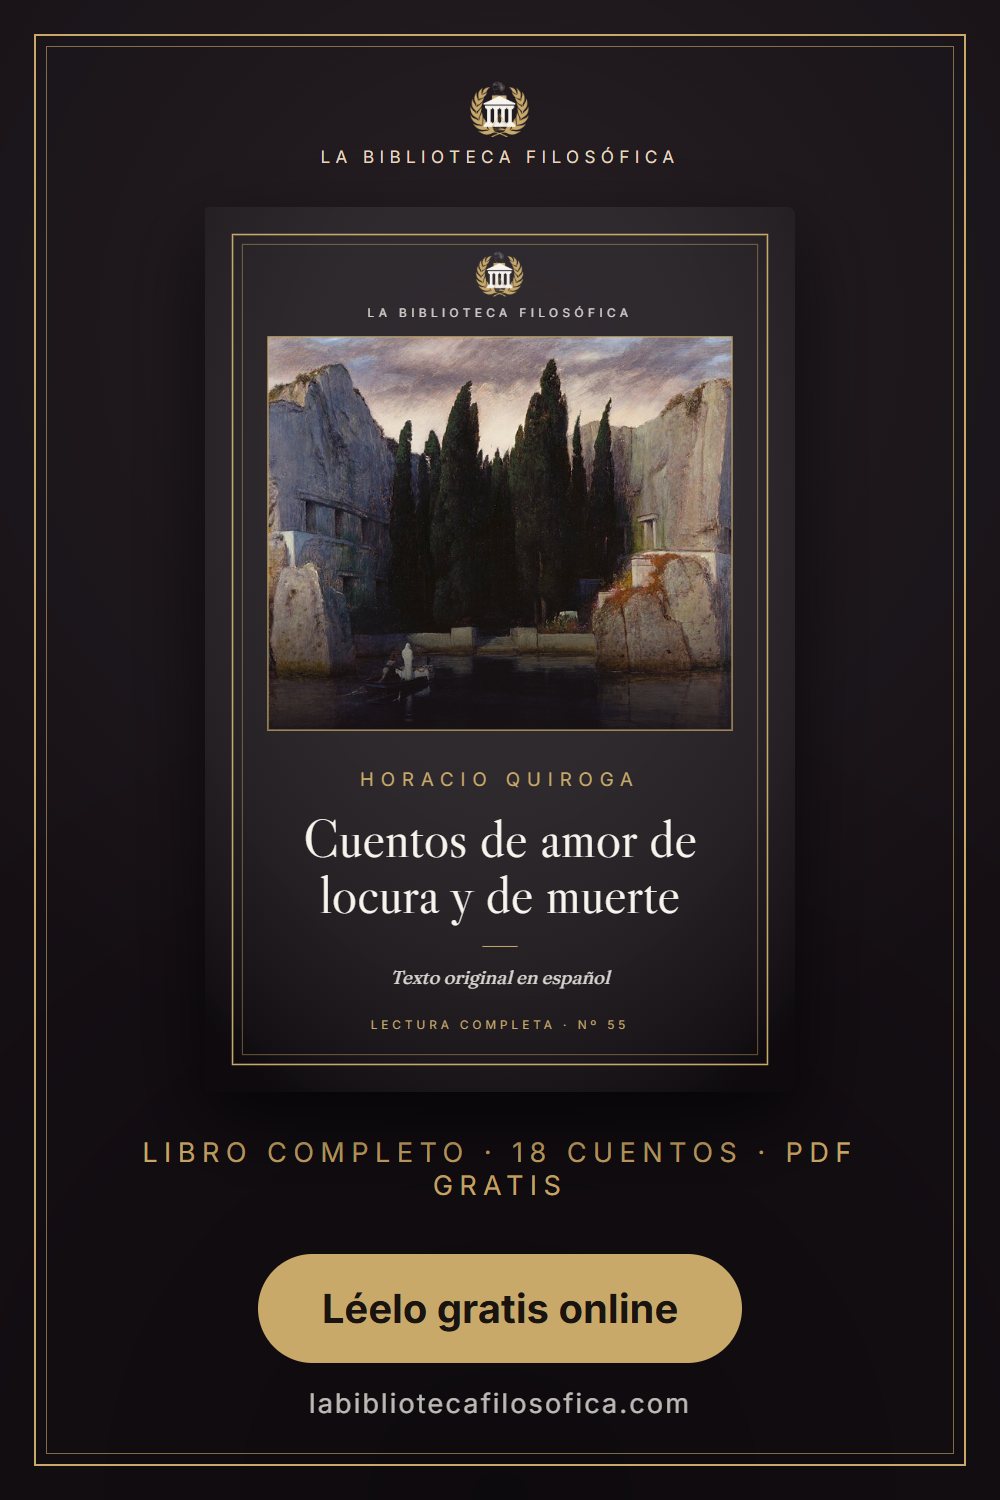 LA BIBLIOTECA FILOSÓFICA
LA BIBLIOTECA FILOSÓFICA
HORACIO QUIROGA
Cuentos de amor de
locura y de muerte
Texto original en español
LECTURA COMPLETA · Nº 55
LIBRO COMPLETO · 18 CUENTOS · PDF
GRATIS
Léelo gratis online
labibliotecafilosofica.com